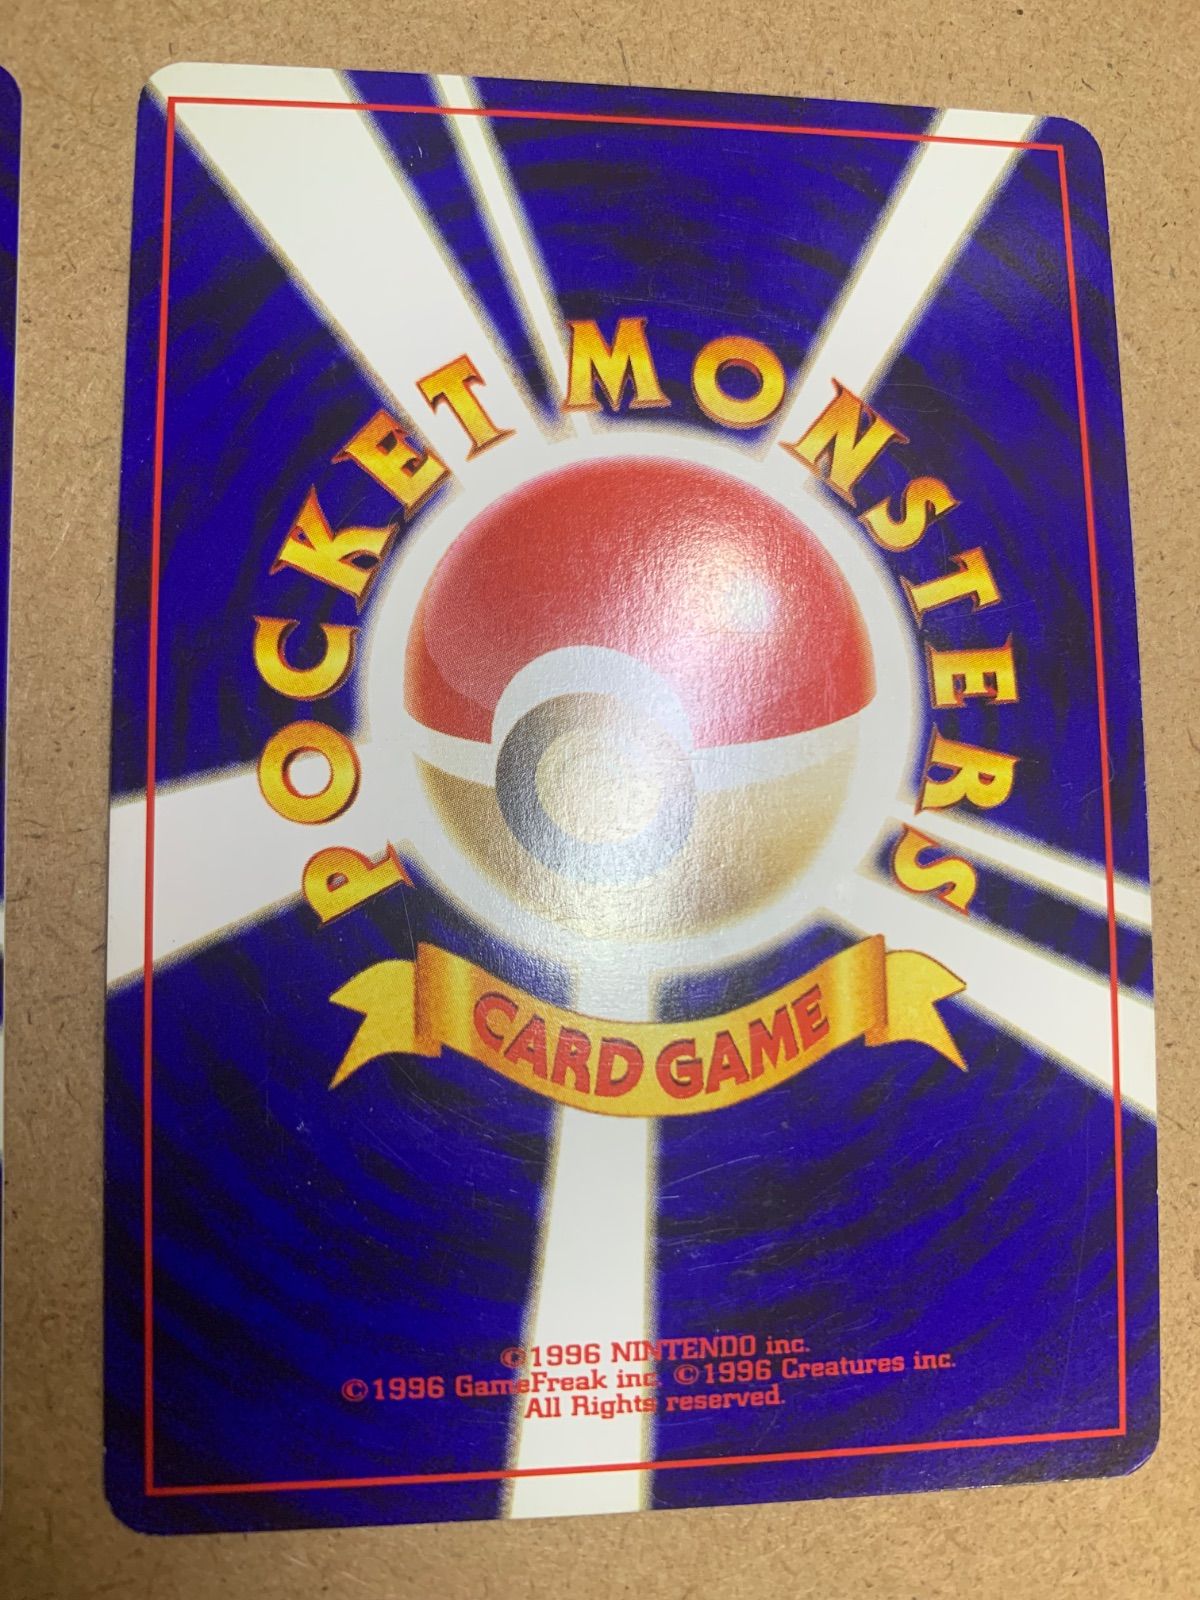 POCKET MONSTERS
CARD GAME
©1996 NINTENDO inc.
©1996 GameFreak inc. ©1996 Creatures inc.
All Rights reserved.